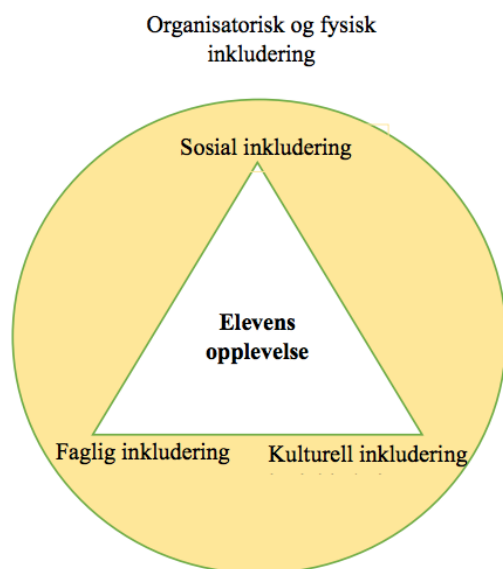 Organisatorisk og fysisk
inkludering
Sosial inkludering
Elevens
opplevelse
Faglig inkludering
Kulturell inkludering